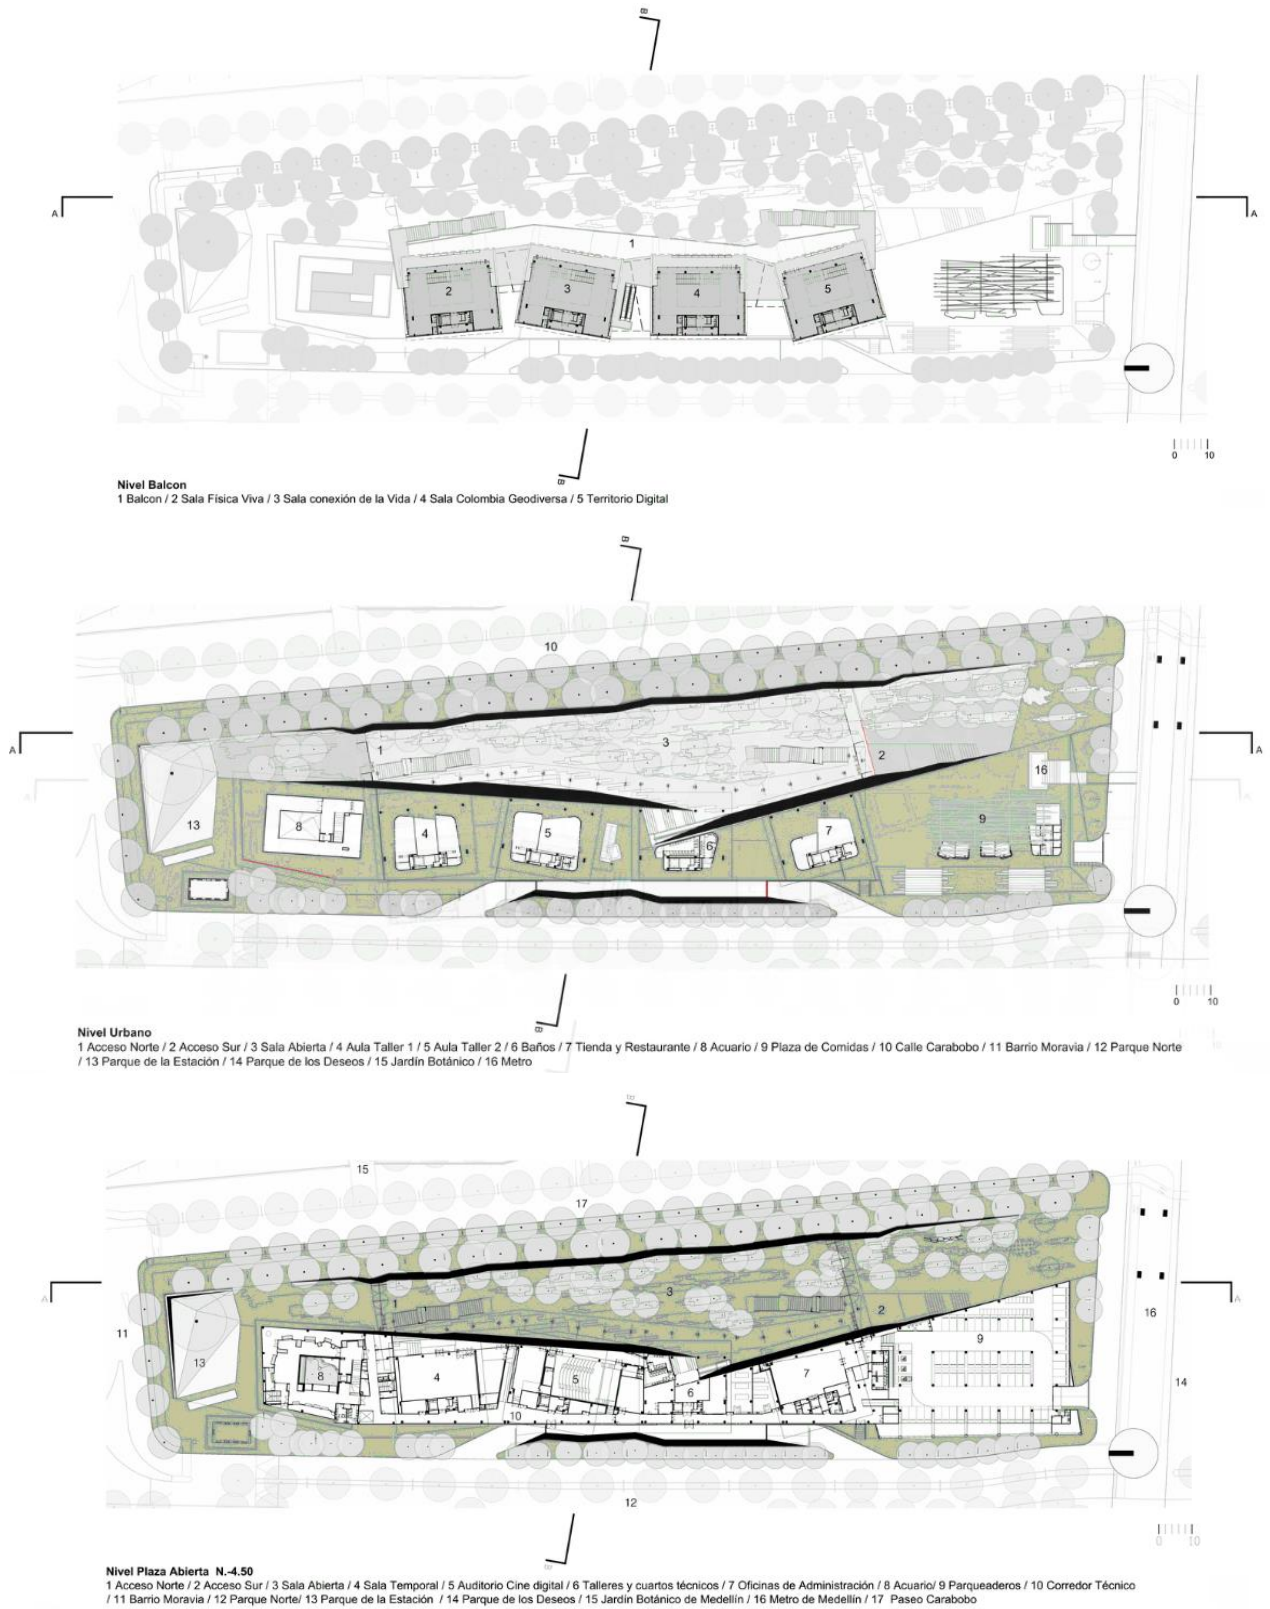 B
A
A
1
2
3
4
5
0 10
B
Nivel Balcon
1 Balcon / 2 Sala Física Viva / 3 Sala conexión de la Vida / 4 Sala Colombia Geodiversa / 5 Territorio Digital
B
10
A
A
1
3
2
16
13
8
4
5
6
7
9
0 10
B
Nivel Urbano
1 Acceso Norte / 2 Acceso Sur / 3 Sala Abierta / 4 Aula Taller 1 / 5 Aula Taller 2 / 6 Baños / 7 Tienda y Restaurante / 8 Acuario / 9 Plaza de Comidas / 10 Calle Carabobo / 11 Barrio Moravia / 12 Parque Norte
/ 13 Parque de la Estación / 14 Parque de los Deseos / 15 Jardín Botánico / 16 Metro
B
15
17
A
A
1
3
2
11
16
13
8
4
5
6
7
9
14
10
12
0 10
B
Nivel Plaza Abierta N.-4.50
1 Acceso Norte / 2 Acceso Sur / 3 Sala Abierta / 4 Sala Temporal / 5 Auditorio Cine digital / 6 Talleres y cuartos técnicos / 7 Oficinas de Administración / 8 Acuario/ 9 Parqueaderos / 10 Corredor Técnico
/ 11 Barrio Moravia / 12 Parque Norte/ 13 Parque de la Estación / 14 Parque de los Deseos / 15 Jardín Botánico de Medellín / 16 Metro de Medellín / 17 Paseo Carabobo